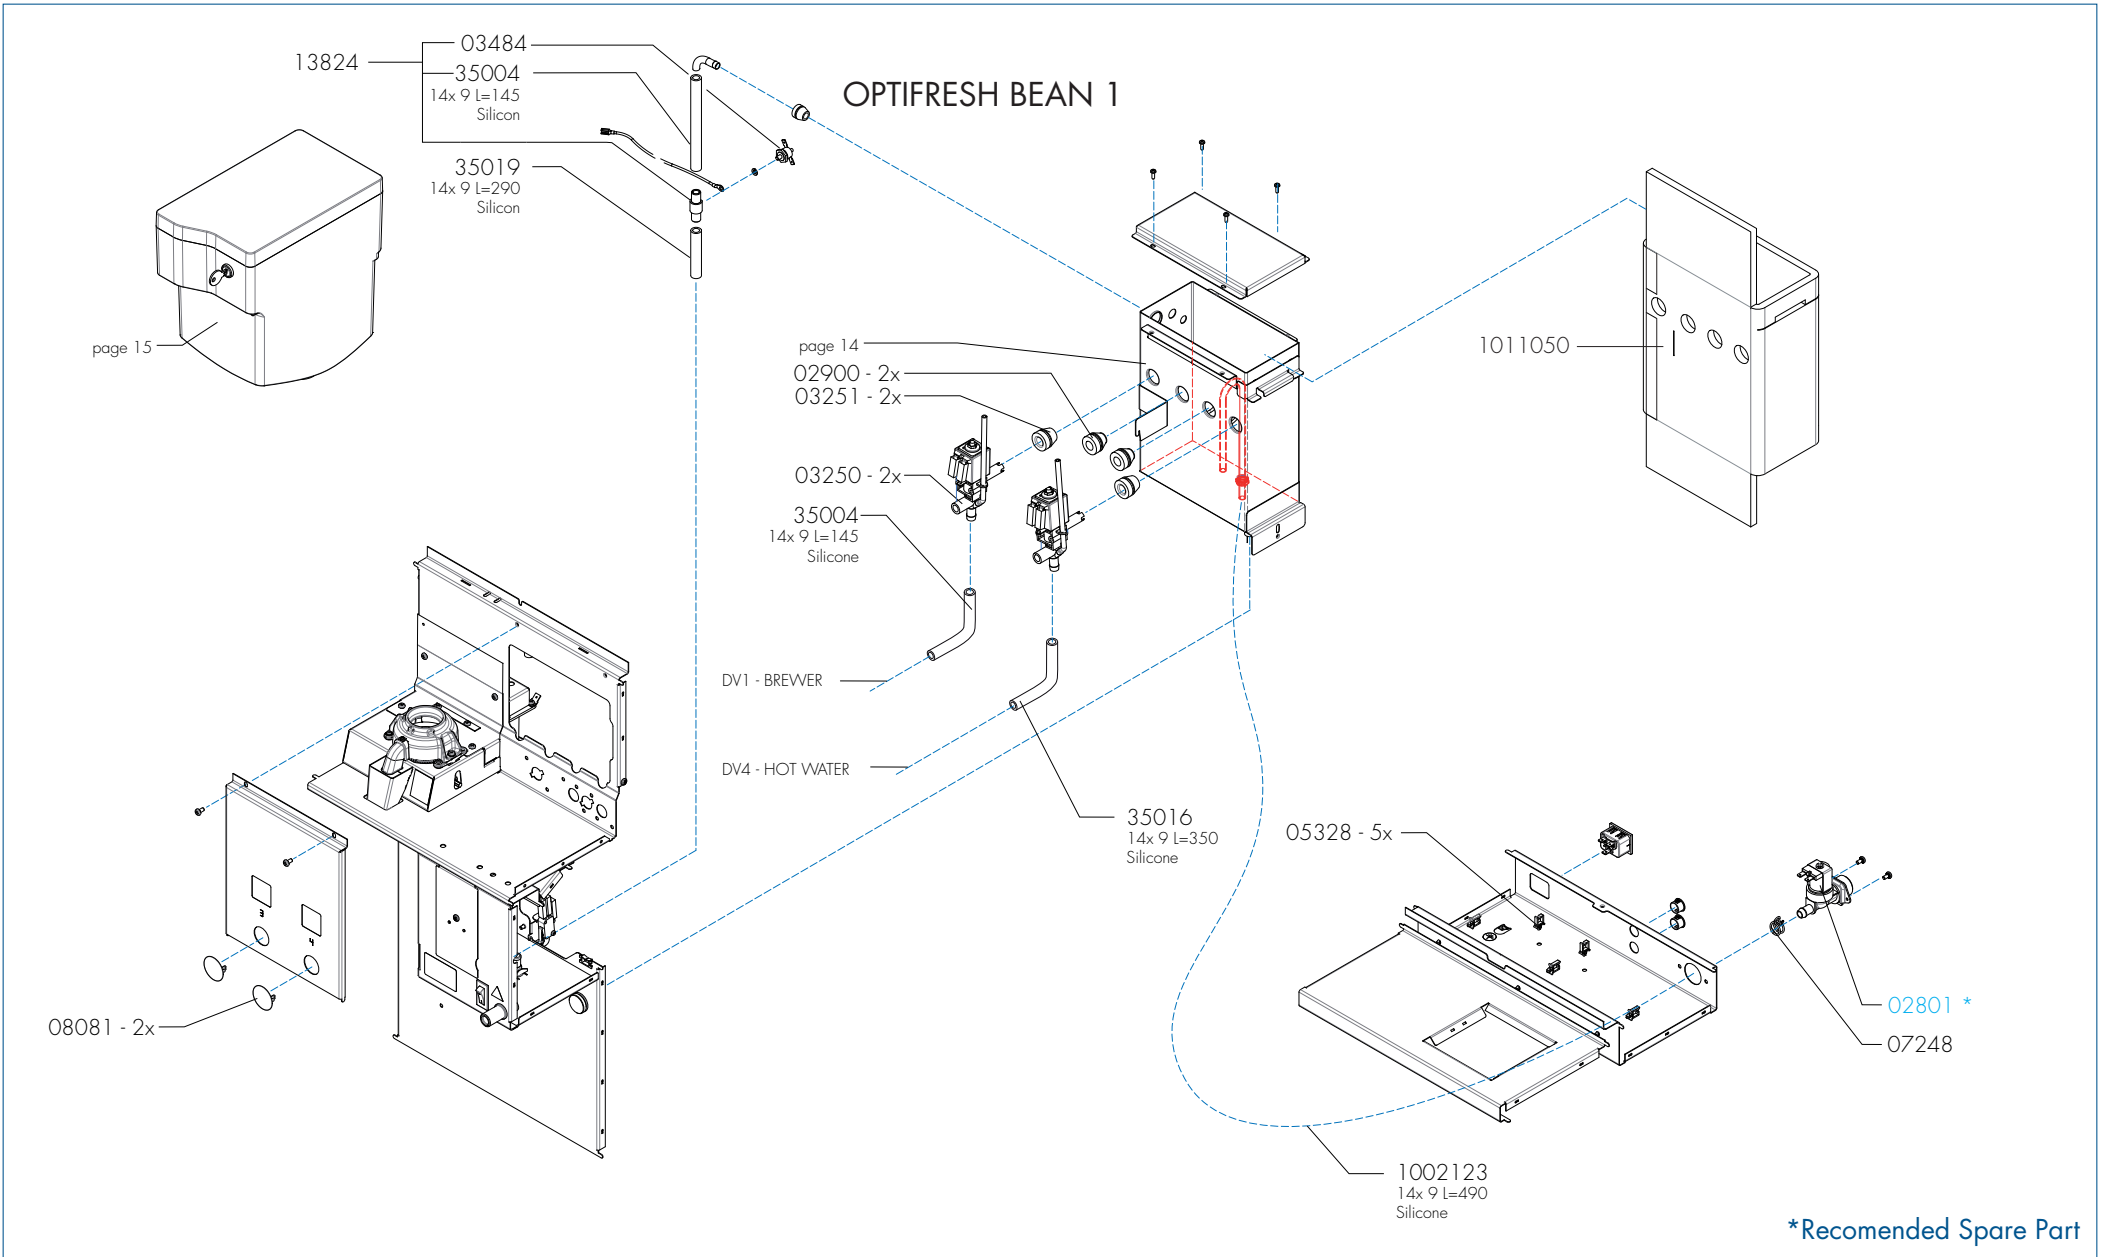 OPTIFRESH BEAN 1
13824
03484
35004
14x 9 L=145
Silicon
35019
14x 9 L=290
Silicon
page 15
page 14
02900 - 2x
03251 - 2x
03250 - 2x
35004
14x 9 L=145
Silicone
1011050
DV1 - BREWER
DV4 - HOT WATER
35016
14x 9 L=350
Silicone
05328 - 5x
3
4
08081 - 2x
02801 *
07248
1002123
14x 9 L=490
Silicone
*Recomended Spare Part